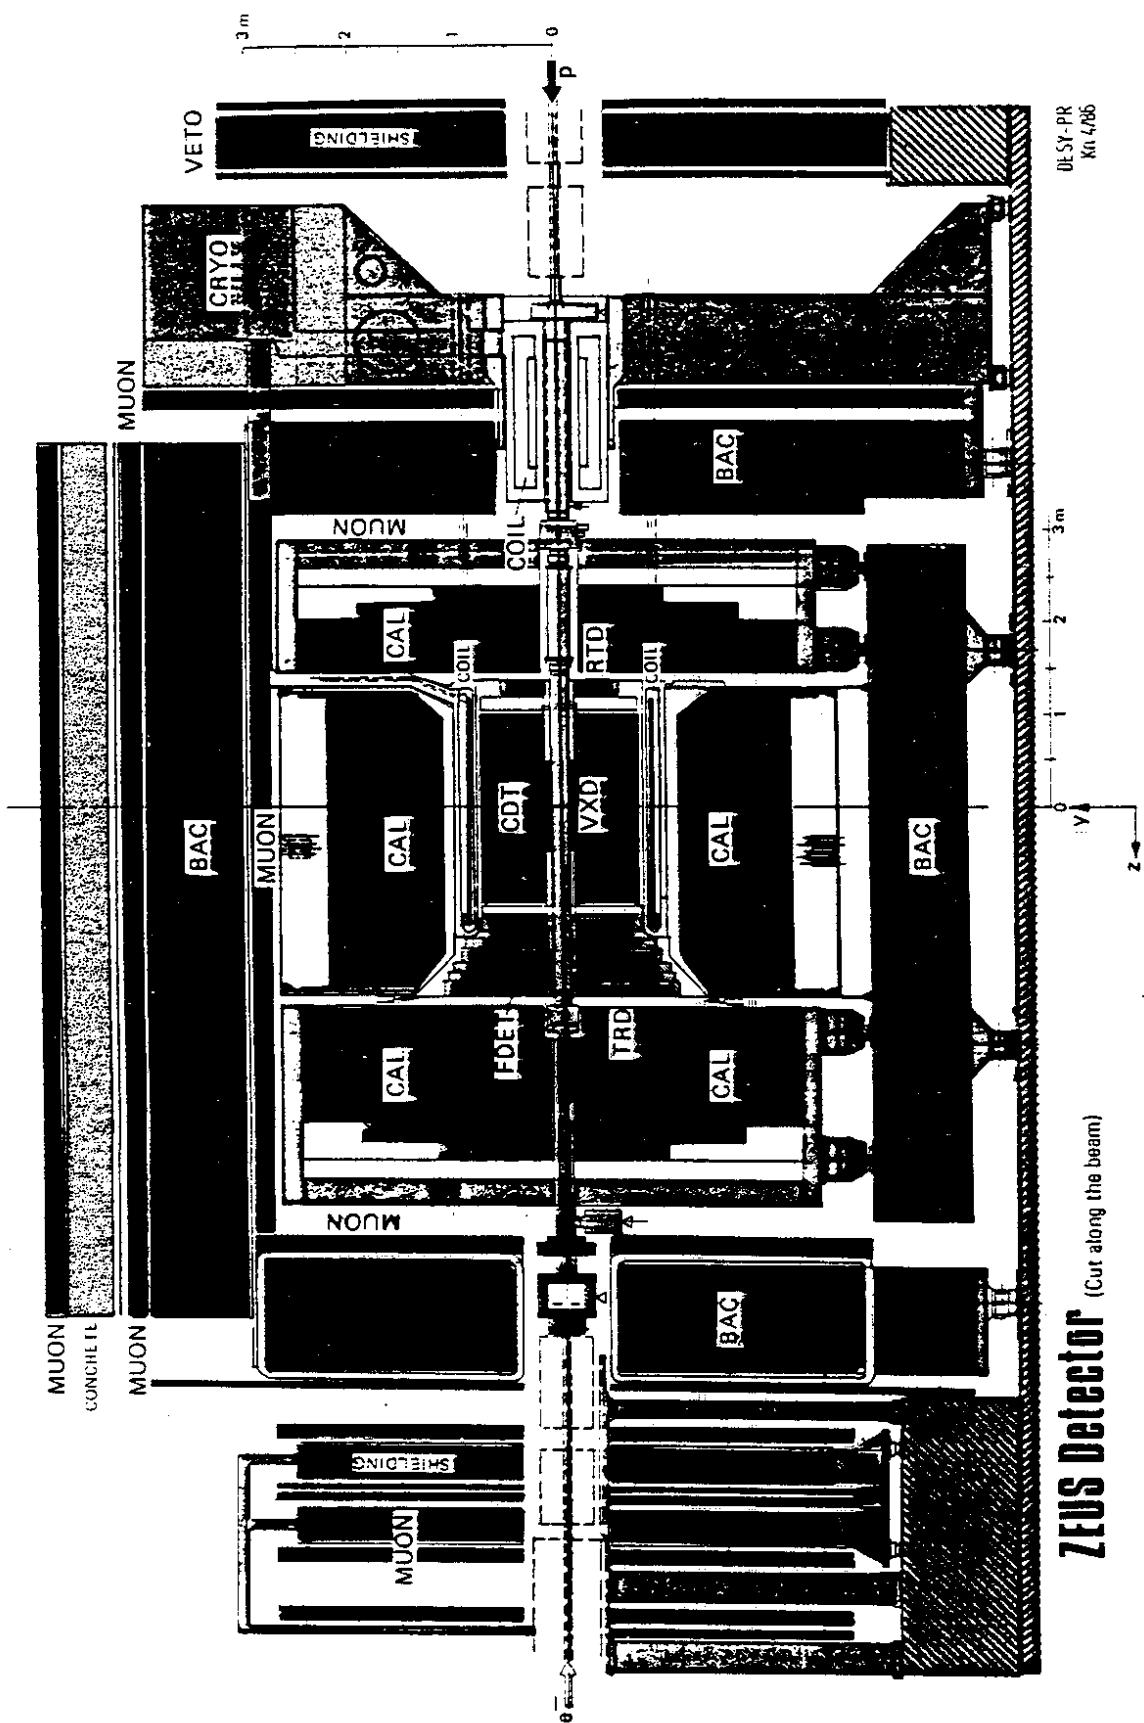 VETO
SHIELDING
CRYO
MUON
BAC
MUON
COIL
CAL
RTD
COIL
COIL
BAC
MUON
CAL
CDT
VXD
CAL
BAC
CAL
FDET
TRD
CAL
MUON
MUON
CONCRETE
MUON
BAC
SHIELDING
MUON
e
p
3 m
2
1
0
3m
2
1
0
y
z
DESY-PR
Kn 4/86
ZEUS Detector (Cut along the beam)